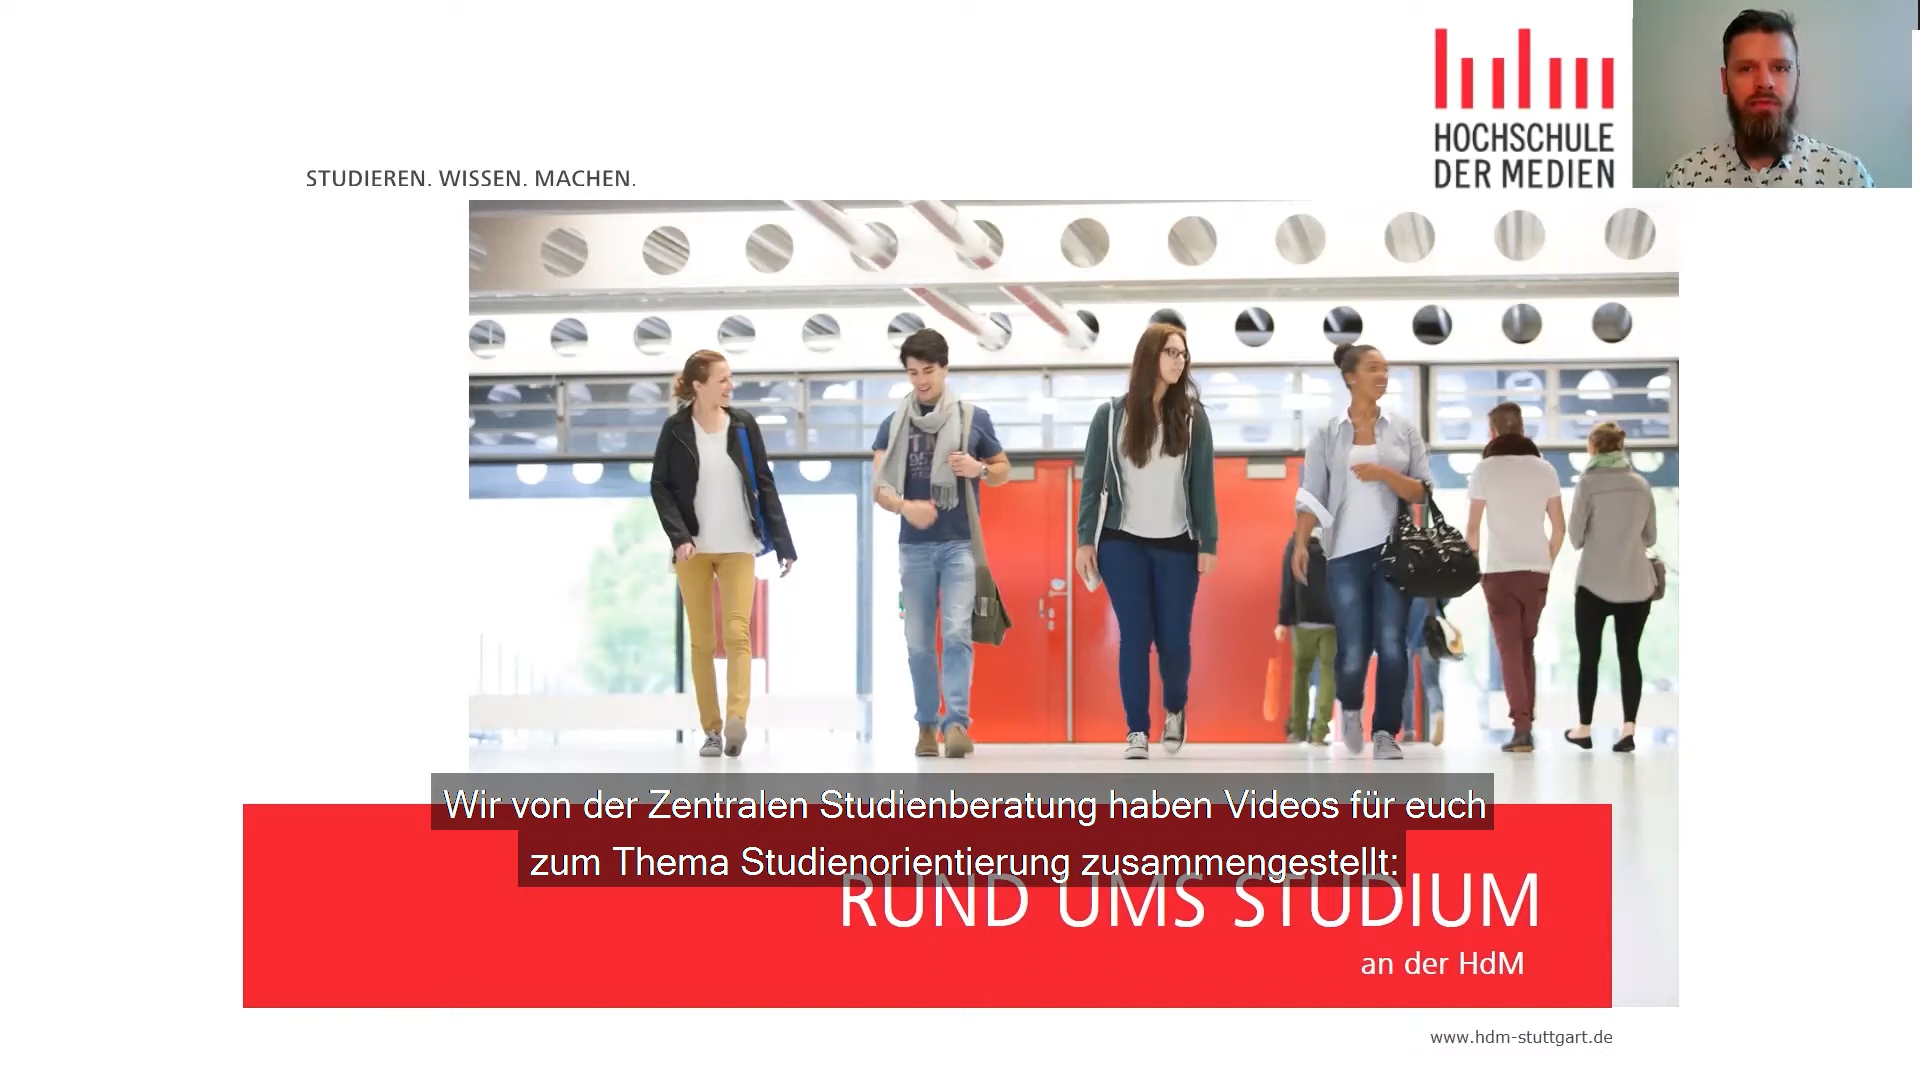 HOCHSCHULE
DER MEDIEN
STUDIEREN. WISSEN. MACHEN.
Wir von der Zentralen Studienberatung haben Videos für euch
zum Thema Studienorientierung zusammengestellt:
RUND UMS STUDIUM
an der HdM
www.hdm-stuttgart.de